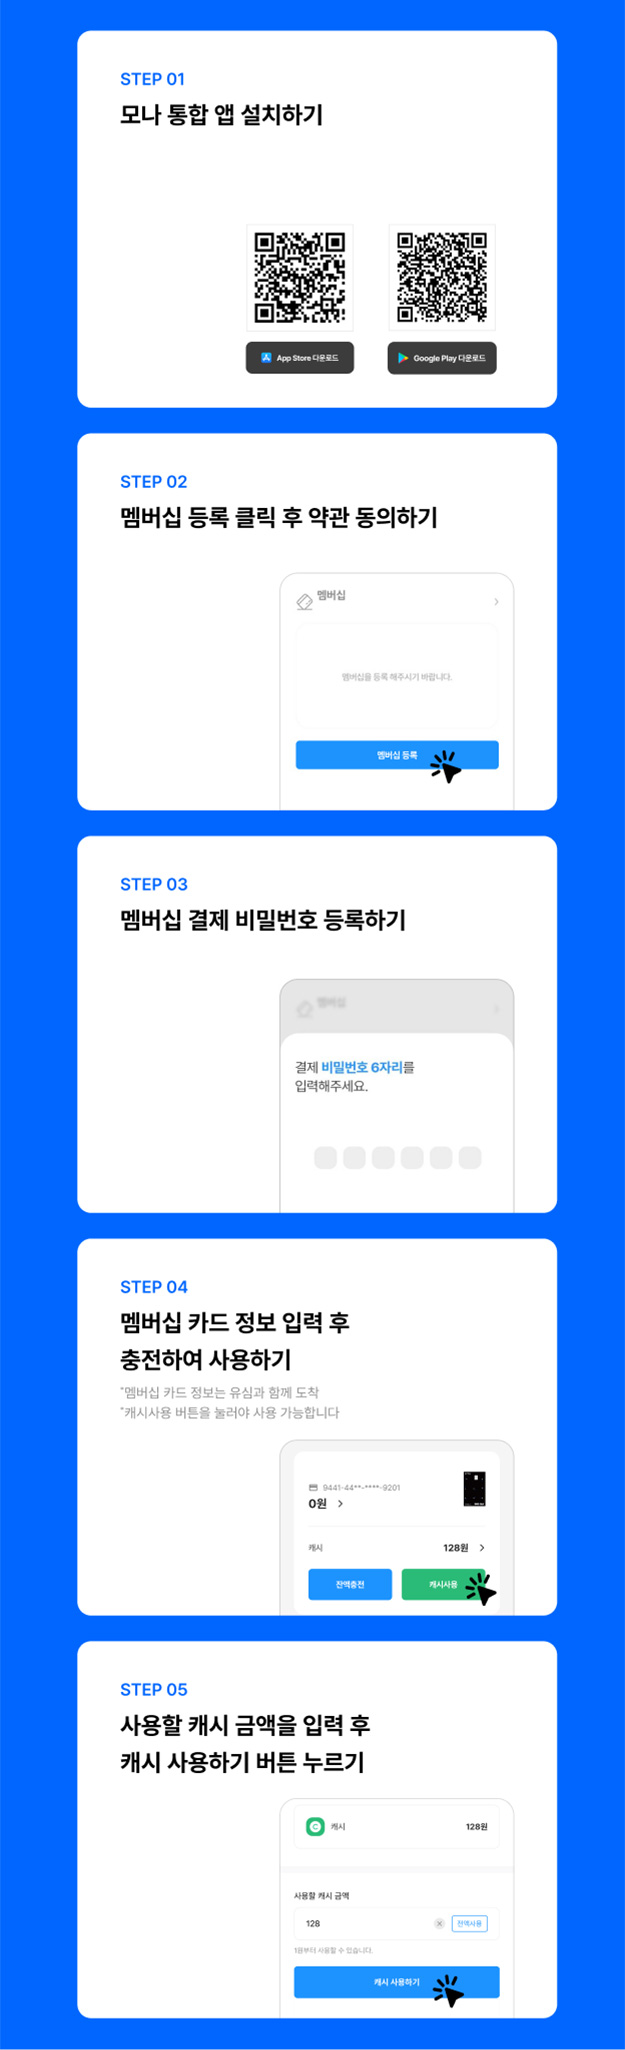 STEP 01
모나 통합 앱 설치하기
App Store 다운로드
Google Play 다운로드
STEP 02
멤버십 등록 클릭 후 약관 동의하기
멤버십
멤버십을 등록 해주시기 바랍니다.
멤버십 등록
STEP 03
멤버십 결제 비밀번호 등록하기
멤버십
결제 비밀번호 6자리를
입력해주세요.
STEP 04
멤버십 카드 정보 입력 후
충전하여 사용하기
*멤버십 카드 정보는 유심과 함께 도착
*캐시사용 버튼을 눌러야 사용 가능합니다
9441-44**-****-9201
0원
캐시
128원
잔액충전
캐시사용
STEP 05
사용할 캐시 금액을 입력 후
캐시 사용하기 버튼 누르기
캐시
128원
사용할 캐시 금액
128
전액사용
1원부터 사용할 수 있습니다.
캐시 사용하기